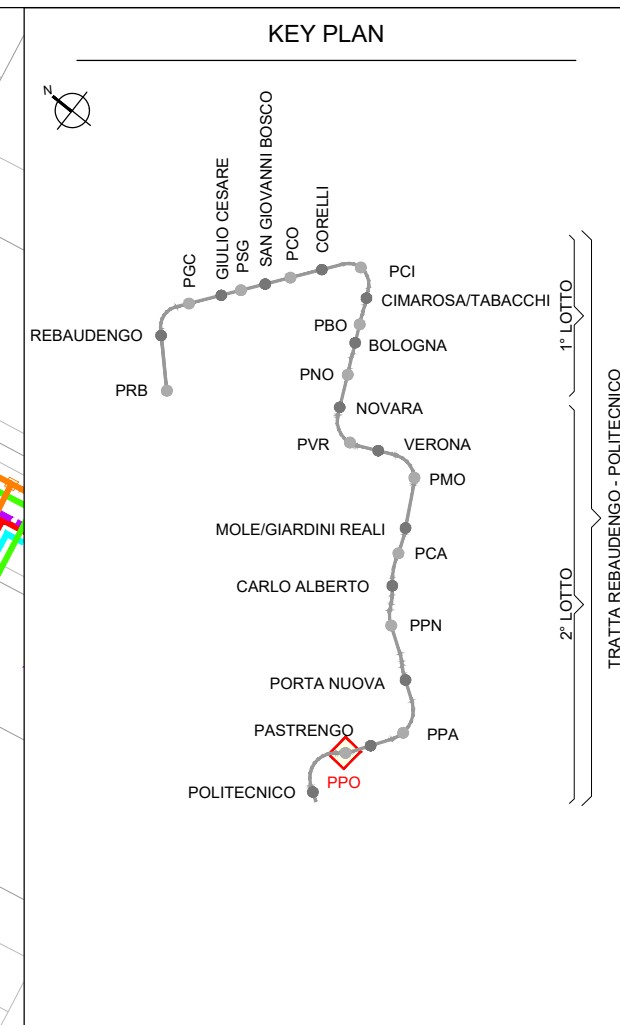 KEY PLAN
N
PGC
GIULIO CESARE
PSG
SAN GIOVANNI BOSCO
PCO
CORELLI
PCI
CIMAROSA/TABACCHI
REBAUDENGO
PBO
BOLOGNA
PNO
PRB
NOVARA
PVR
VERONA
PMO
MOLE/GIARDINI REALI
PCA
CARLO ALBERTO
PPN
PORTA NUOVA
PASTRENGO
PPA
PPO
POLITECNICO
1° LOTTO
2° LOTTO
TRATTA REBAUDENGO - POLITECNICO